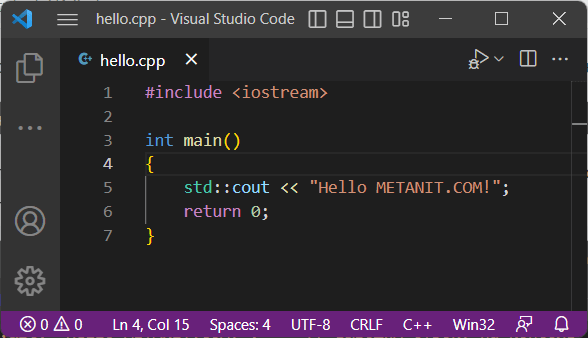 hello.cpp - Visual Studio Code
hello.cpp
1 #include <iostream>
2
3 int main()
4 {
5     std::cout << "Hello METANIT.COM!";
6     return 0;
7 }
0 0 Ln 4, Col 15 Spaces: 4 UTF-8 CRLF C++ Win32